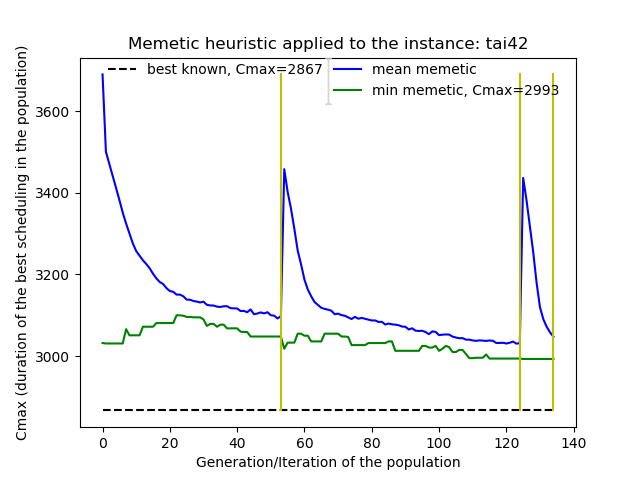 Memetic heuristic applied to the instance: tai42
best known, Cmax=2867
mean memetic
min memetic, Cmax=2993
Cmax (duration of the best scheduling in the population)
3600
3400
3200
3000
0 20 40 60 80 100 120 140
Generation/Iteration of the population